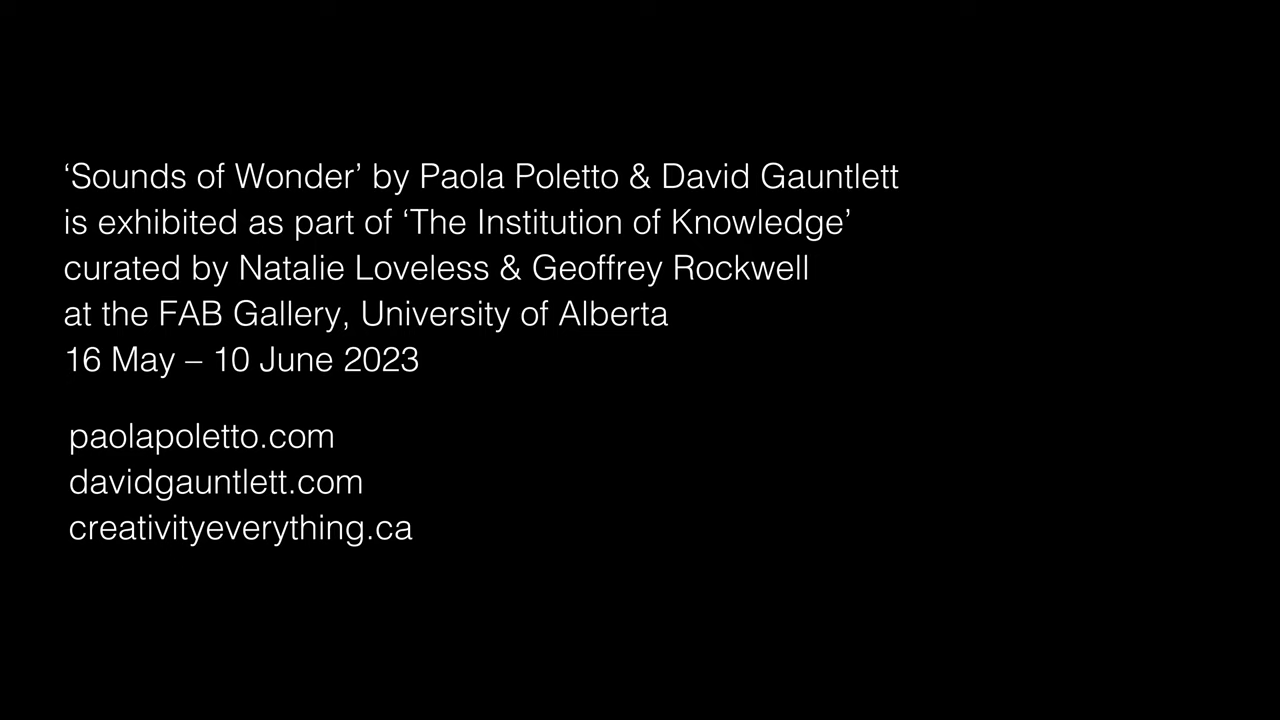 ‘Sounds of Wonder’ by Paola Poletto & David Gauntlett
is exhibited as part of ‘The Institution of Knowledge’
curated by Natalie Loveless & Geoffrey Rockwell
at the FAB Gallery, University of Alberta
16 May – 10 June 2023
paolapoletto.com
davidgauntlett.com
creativityeverything.ca